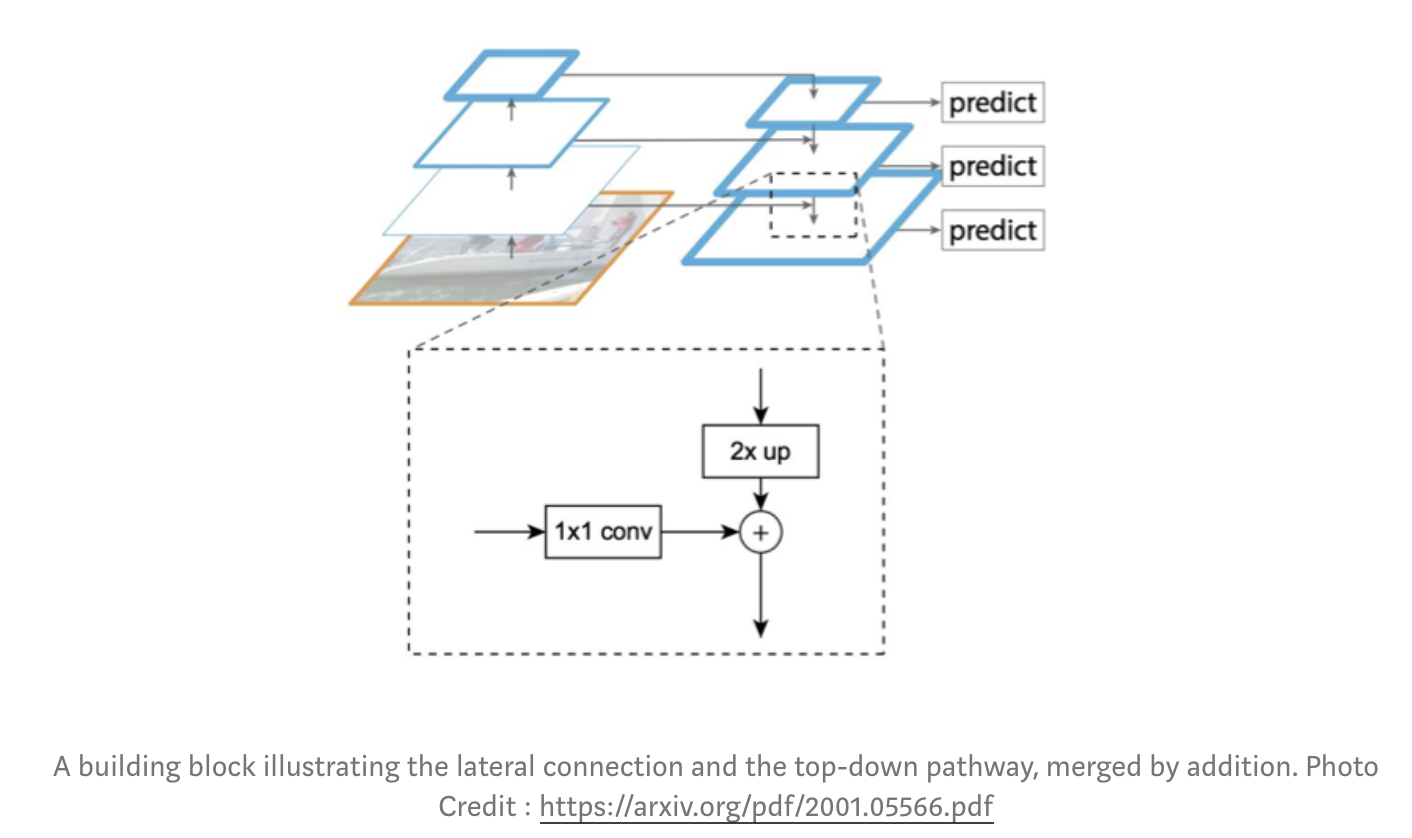 predict
predict
predict
2x up
1x1 conv
+
A building block illustrating the lateral connection and the top-down pathway, merged by addition. Photo
Credit : https://arxiv.org/pdf/2001.05566.pdf